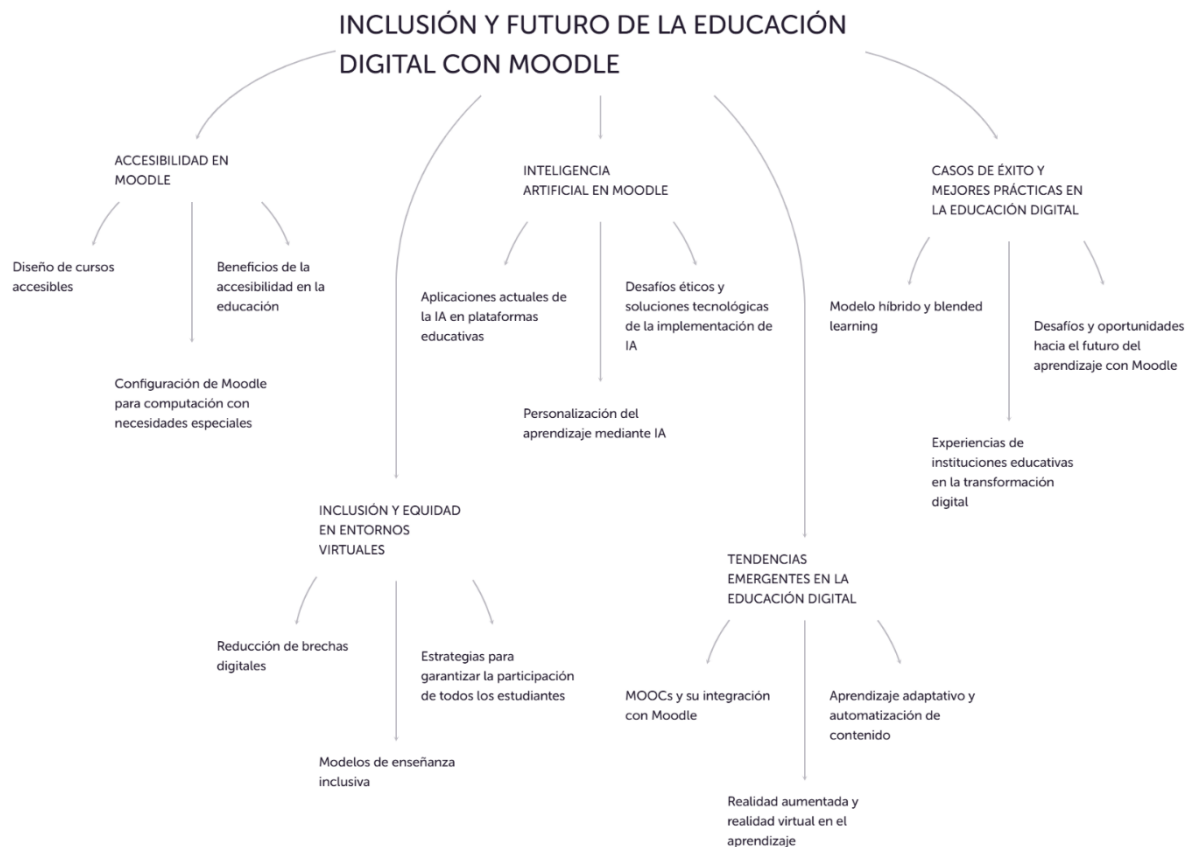 INCLUSIÓN Y FUTURO DE LA EDUCACIÓN
DIGITAL CON MOODLE
ACCESIBILIDAD EN
MOODLE
Diseño de cursos
accesibles
Configuración de Moodle
para computación con
necesidades especiales
Beneficios de la
accesibilidad en la
educación
INCLUSIÓN Y EQUIDAD
EN ENTORNOS
VIRTUALES
Reducción de brechas
digitales
Modelos de enseñanza
inclusiva
Estrategias para
garantizar la participación
de todos los estudiantes
INTELIGENCIA
ARTIFICIAL EN MOODLE
Aplicaciones actuales de
la IA en plataformas
educativas
Personalización del
aprendizaje mediante IA
Desafíos éticos y
soluciones tecnológicas
de la implementación de
IA
TENDENCIAS
EMERGENTES EN LA
EDUCACIÓN DIGITAL
MOOCs y su integración
con Moodle
Realidad aumentada y
realidad virtual en el
aprendizaje
Aprendizaje adaptativo y
automatización de
contenido
CASOS DE ÉXITO Y
MEJORES PRÁCTICAS EN
LA EDUCACIÓN DIGITAL
Modelo híbrido y blended
learning
Experiencias de
instituciones educativas
en la transformación
digital
Desafíos y oportunidades
hacia el futuro del
aprendizaje con Moodle